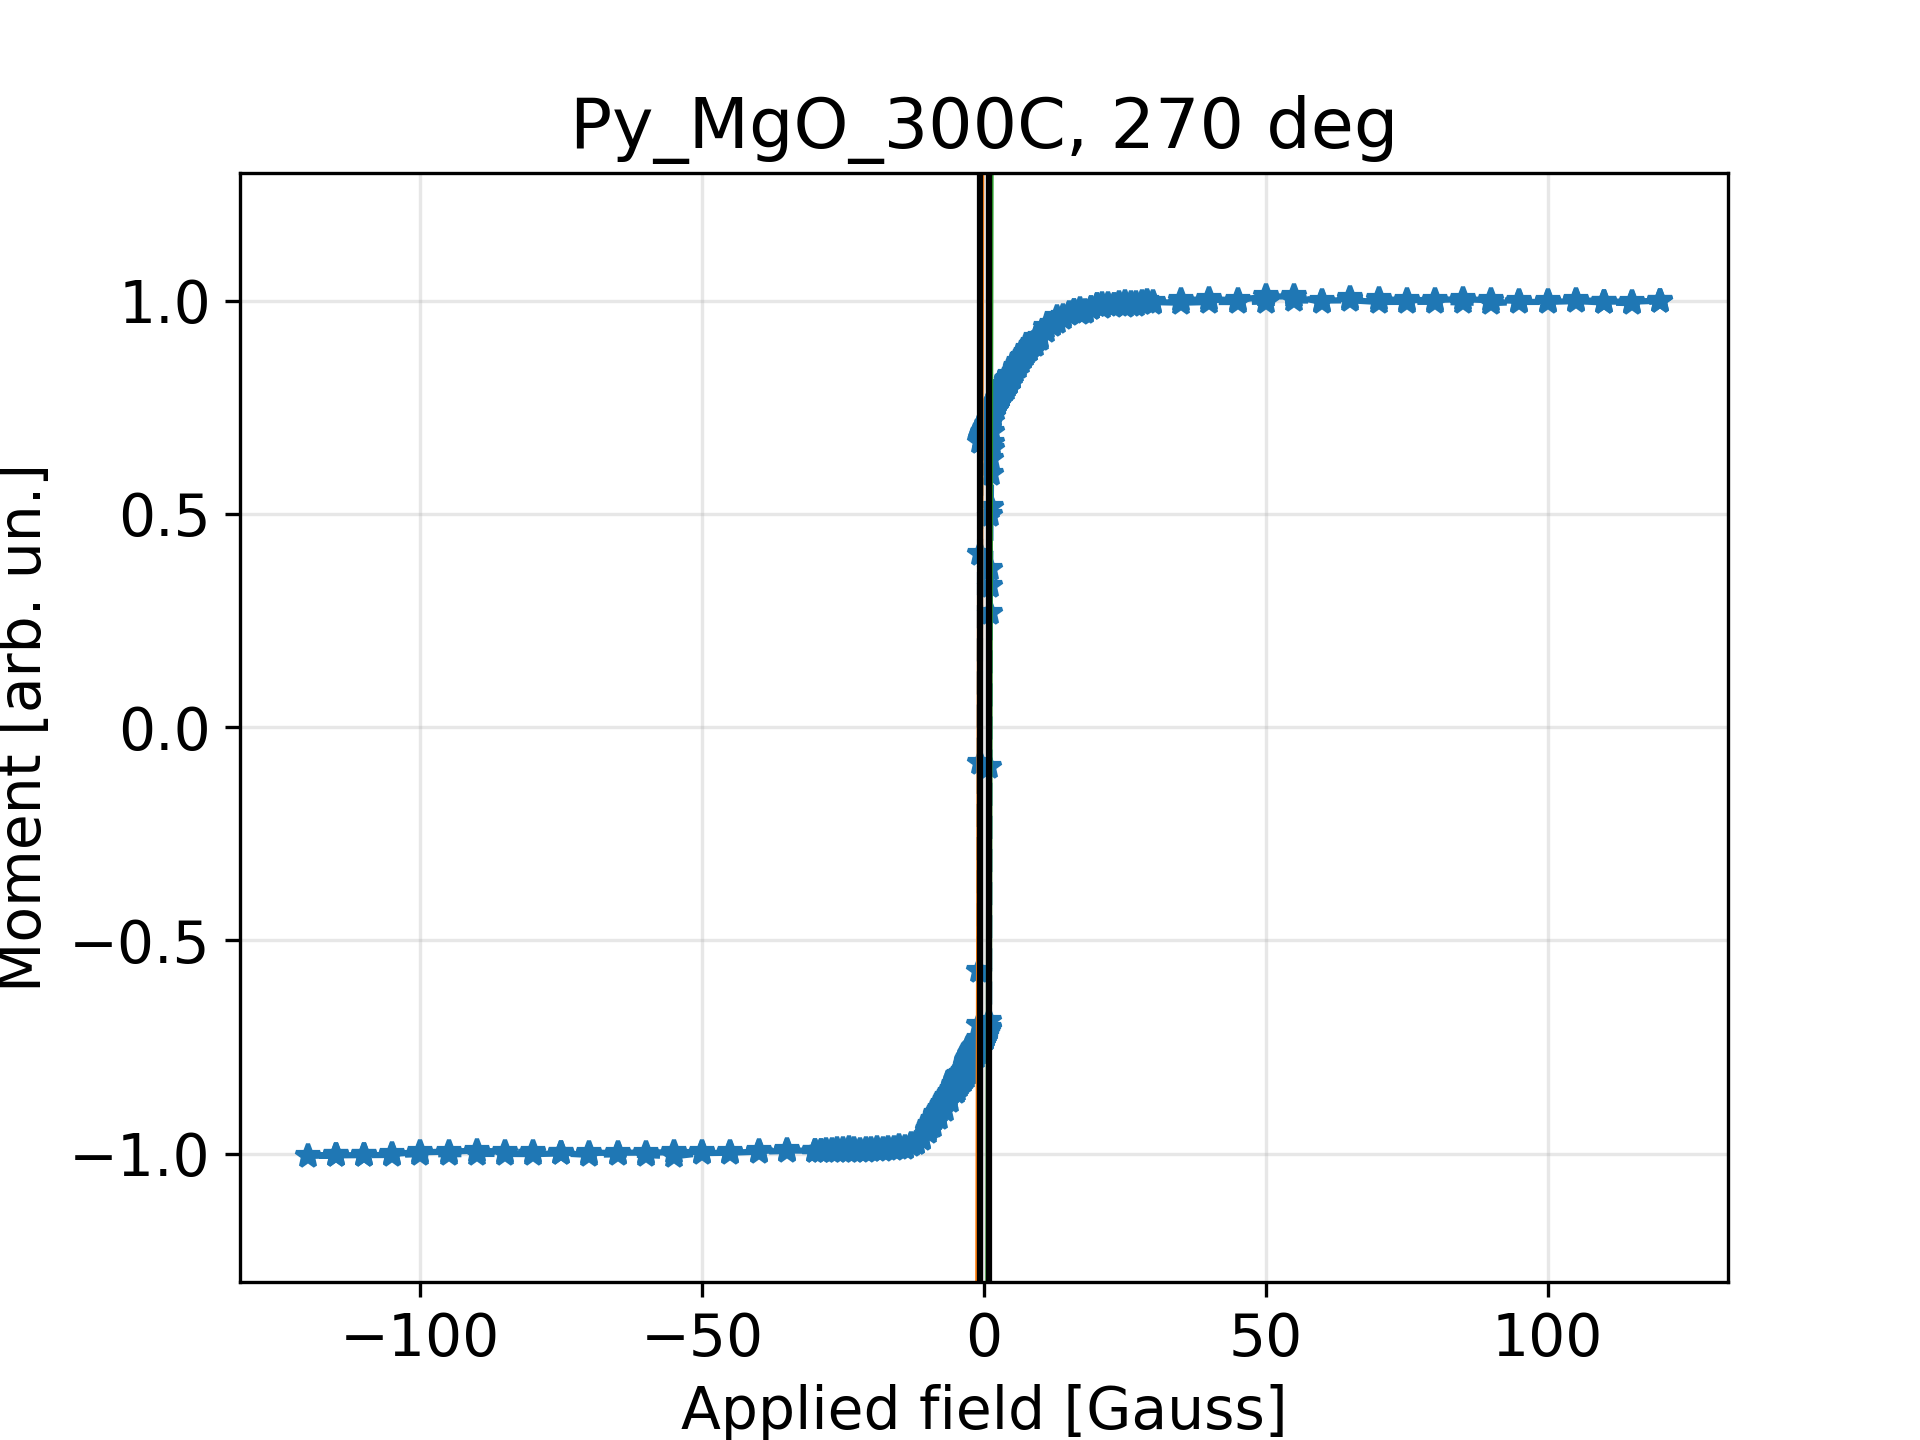 Py_MgO_300C, 270 deg
1.0
0.5
0.0
−0.5
−1.0
Moment [arb. un.]
−100 −50 0 50 100
Applied field [Gauss]